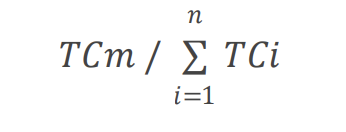 n
TCm / ∑ TCi
i=1